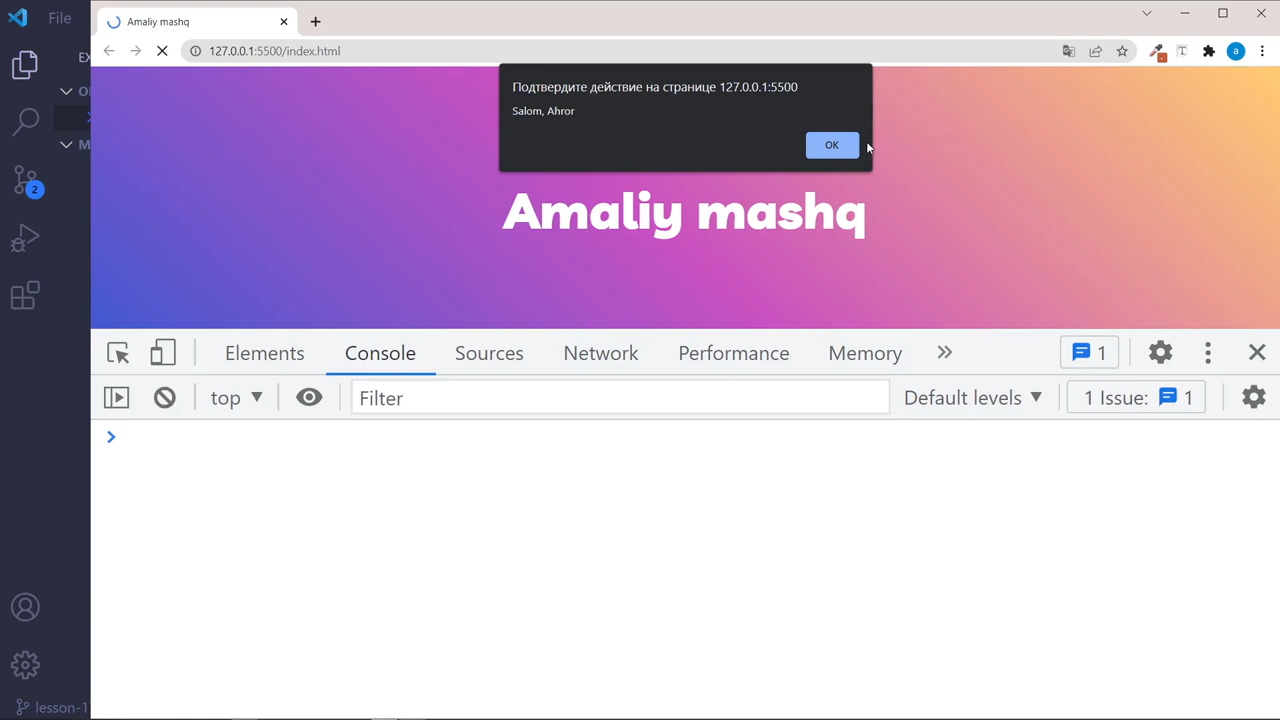 File
Amaliy mashq
127.0.0.1:5500/index.html
a
EX
Подтвердите действие на странице 127.0.0.1:5500
Salom, Ahror
OK
Amaliy mashq
2
Elements Console Sources Network Performance Memory 1
top Filter Default levels 1 Issue: 1
lesson-1